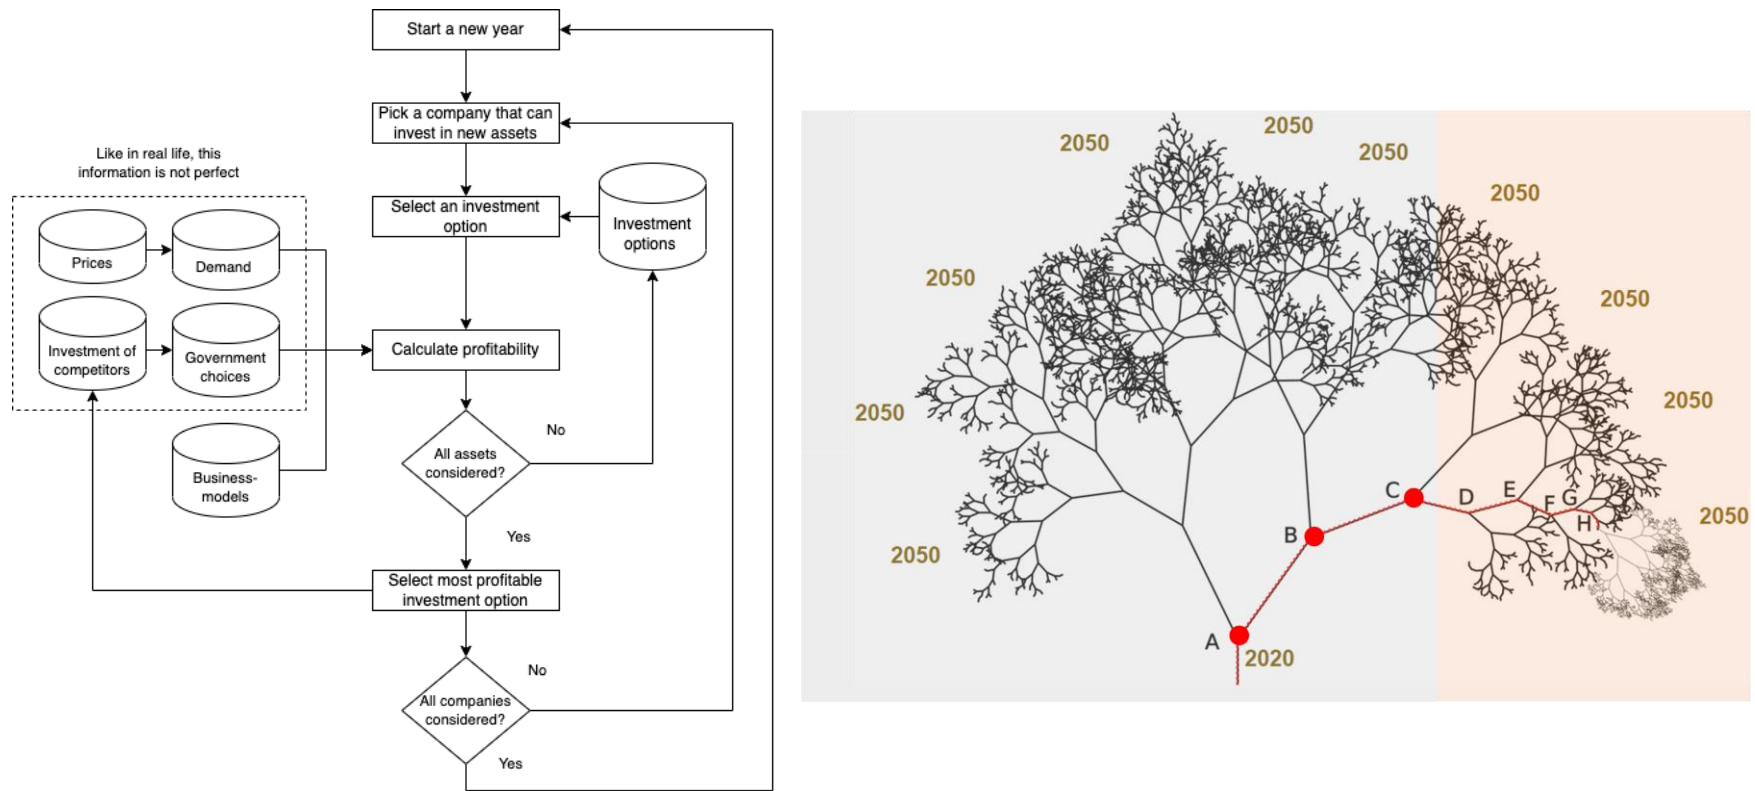 Start a new year
Pick a company that can
invest in new assets
Like in real life, this
information is not perfect
Select an investment
option
Investment
options
Prices
Demand
Investment of
competitors
Government
choices
Calculate profitability
Business-
models
All assets
considered?
No
Yes
Select most profitable
investment option
All companies
considered?
No
Yes
2050
2050
2050
2050
2050
2050
2050
2050
2050
2050
A
B
C
D
E
F
G
H
2020